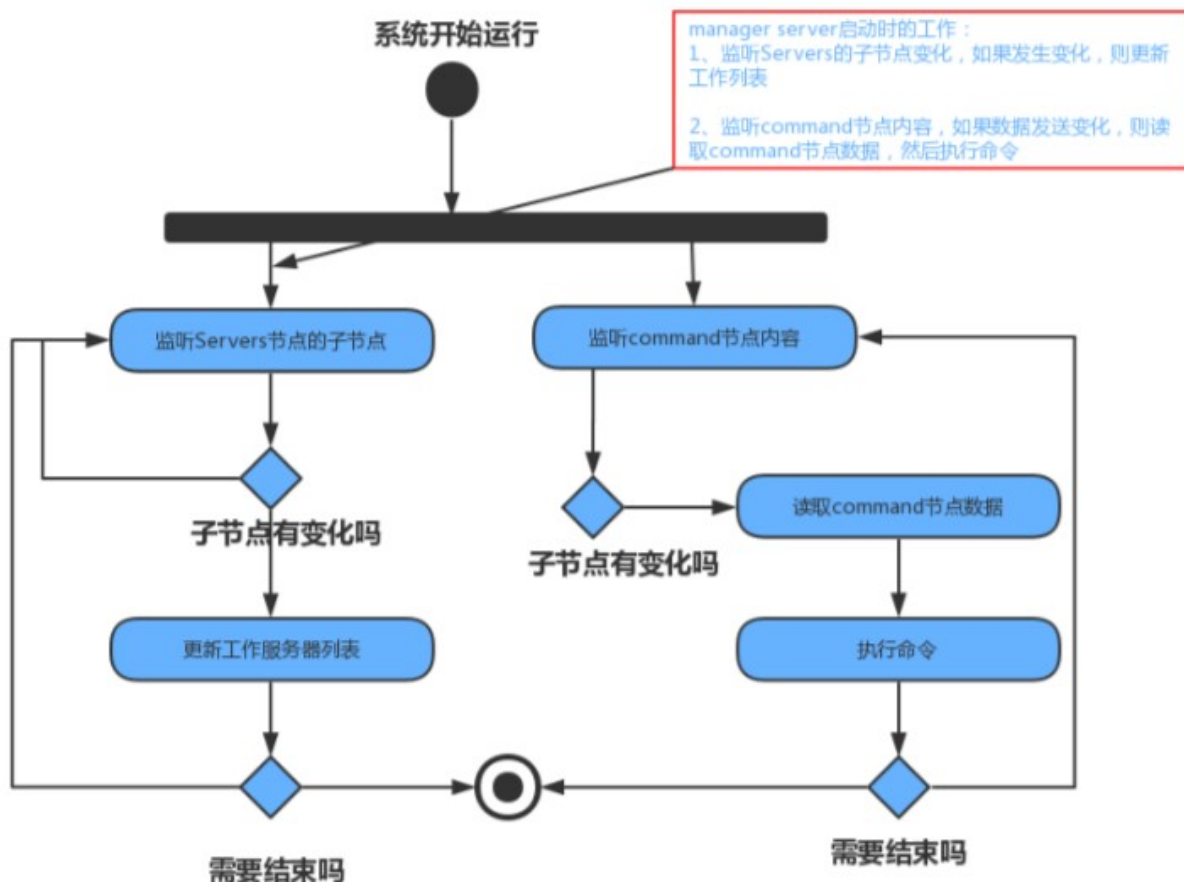 系统开始运行
manager server启动时的工作：
1、监听Servers的子节点变化，如果发生变化，则更新
工作列表
2、监听command节点内容，如果数据发送变化，则读
取command节点数据，然后执行命令
监听Servers节点的子节点
监听command节点内容
子节点有变化吗
读取command节点数据
子节点有变化吗
更新工作服务器列表
执行命令
需要结束吗
需要结束吗